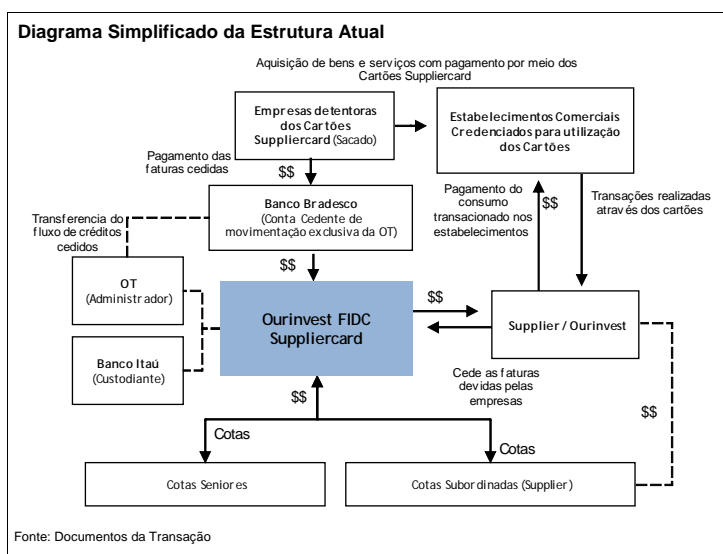 Diagrama Simplificado da Estrutura Atual
Aquisição de bens e serviços com pagamento por meio dos
Cartões Suppliercard
Empresas detentoras
dos Cartões
Suppliercard (Sacado)
Estabelecimentos Comerciais
Credenciados para utilização
dos Cartões
Pagamento das
faturas cedidas
$$
Pagamento do
consumo
transacionado nos
estabelecimentos
$$
Transações realizadas
através dos cartões
Banco Bradesco
(Conta Cedente de
movimentação exclusiva da OT)
Transferencia do
fluxo de créditos
cedidos
$$
OT
(Administrador)
Ourinvest FIDC
Suppliercard
$$
Supplier / Ourinvest
Banco Itaú
(Custodiante)
Cede as faturas
devidas pelas
empresas
$$
$$
Cotas
Cotas
Cotas Seniores
Cotas Subordinadas (Supplier)
Fonte: Documentos da Transação